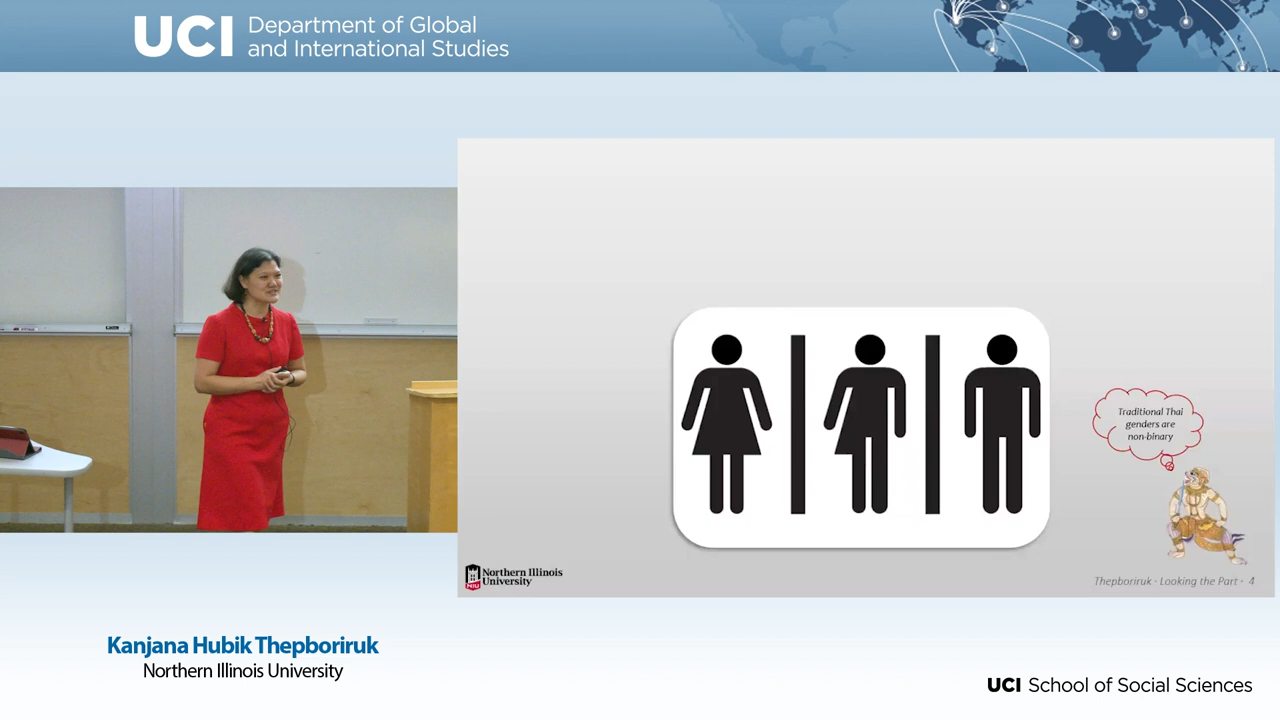 UCI Department of Global
and International Studies
Traditional Thai
genders are
non-binary
Northern Illinois
University
NIU
Thepboriruk · Looking the Part · 4
Kanjana Hubik Thepboriruk
Northern Illinois University
UCI School of Social Sciences